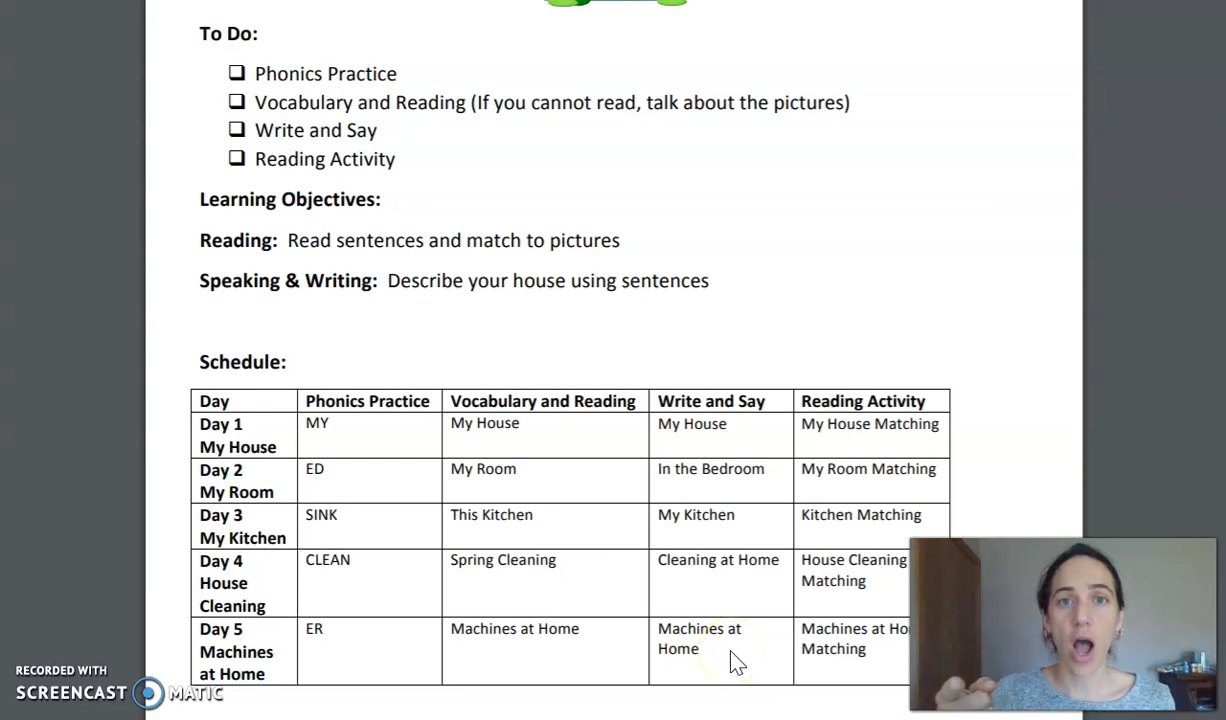 To Do:
❑ Phonics Practice
❑ Vocabulary and Reading (If you cannot read, talk about the pictures)
❑ Write and Say
❑ Reading Activity
Learning Objectives:
Reading: Read sentences and match to pictures
Speaking & Writing: Describe your house using sentences
Schedule:
Day Phonics Practice Vocabulary and Reading Write and Say Reading Activity
Day 1 MY My House My House My House Matching
My House
Day 2 ED My Room In the Bedroom My Room Matching
My Room
Day 3 SINK This Kitchen My Kitchen Kitchen Matching
My Kitchen
Day 4 CLEAN Spring Cleaning Cleaning at Home House Cleaning
House Matching
Cleaning
Day 5 ER Machines at Home Machines at Machines at Ho
Machines Home Matching
at Home
RECORDED WITH
SCREENCAST MATIC